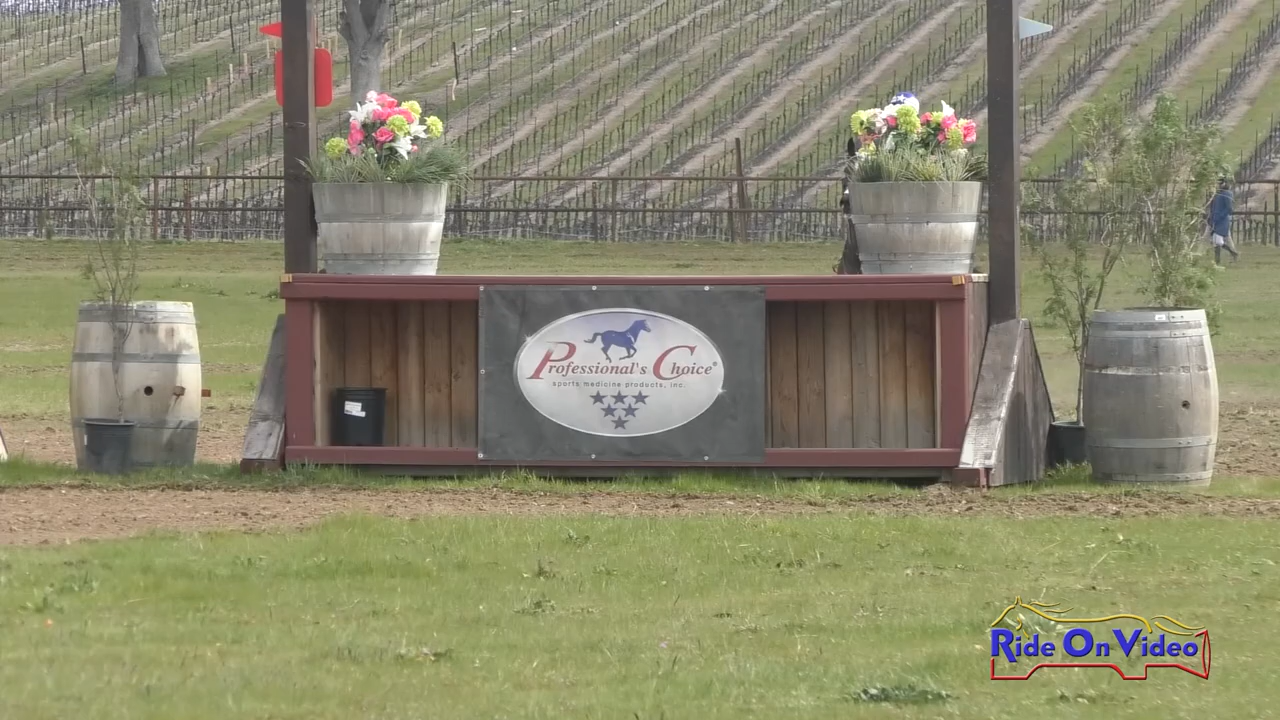 Professional's Choice®
sports medicine products, inc.
Ride On Video